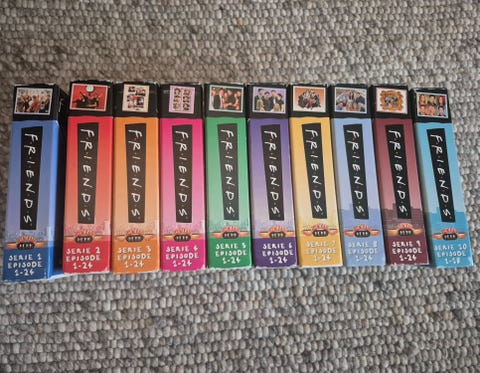 FRIENDS
SERIE 1
EPISODE
1-24
FRIENDS
SERIE 2
EPISODE
1-24
FRIENDS
SERIE 3
EPISODE
1-24
FRIENDS
SERIE 4
EPISODE
1-24
FRIENDS
SERIE 5
EPISODE
1-24
FRIENDS
SERIE 6
EPISODE
1-24
FRIENDS
SERIE 7
EPISODE
1-24
FRIENDS
SERIE 8
EPISODE
1-24
FRIENDS
SERIE 9
EPISODE
1-24
FRIENDS
SERIE 10
EPISODE
1-18